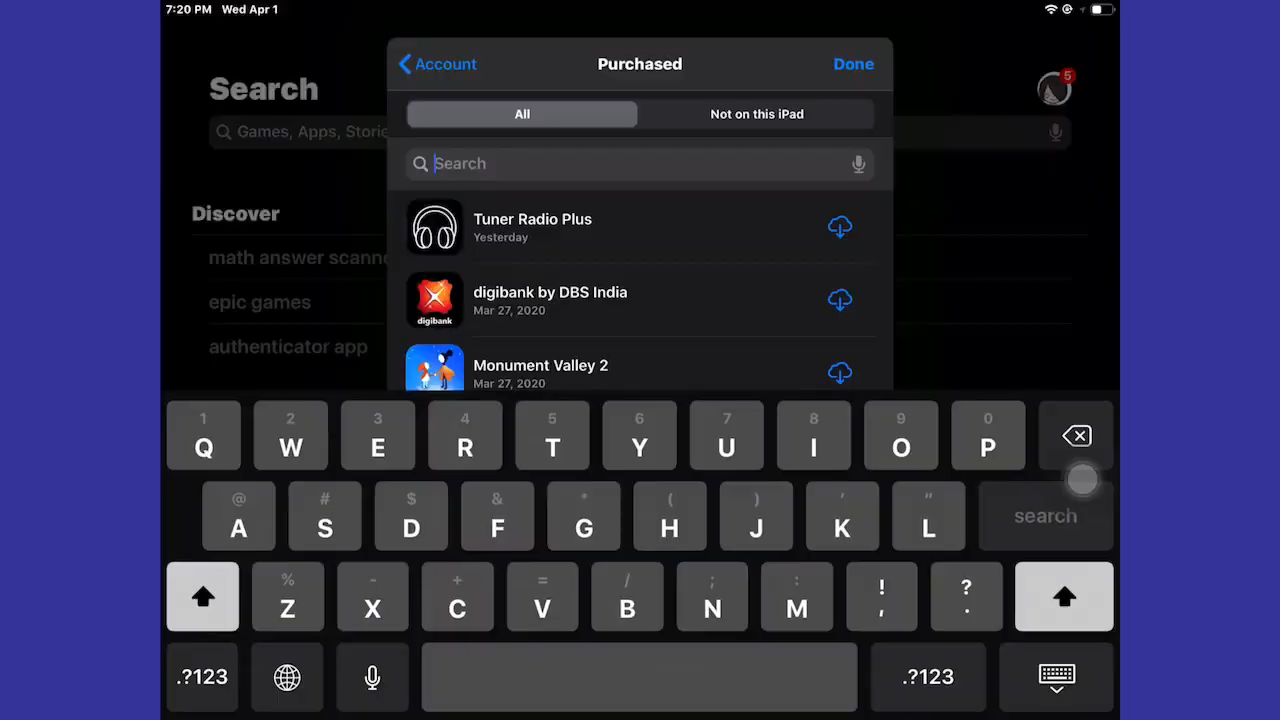 7:20 PM Wed Apr 1
Account
Purchased
Done
Search
5
All
Not on this iPad
Games, Apps, Storie
Search
Discover
Tuner Radio Plus
Yesterday
math answer scann
digibank by DBS India
Mar 27, 2020
digibank
epic games
authenticator app
Monument Valley 2
Mar 27, 2020
1 2 3 4 5 6 7 8 9 0
Q W E R T Y U I O P
@ # $ & * ( ) ' "
A S D F G H J K L search
% - + = / ; : ! ?
Z X C V B N M , .
.?123 .?123